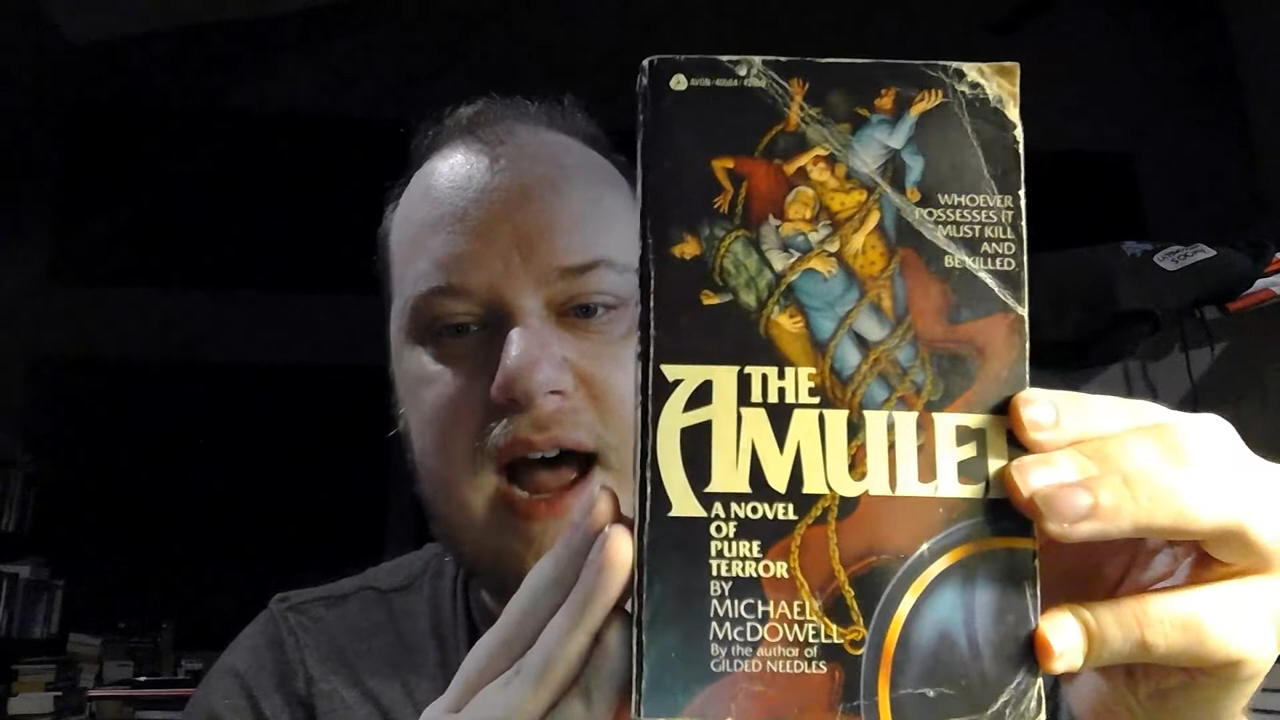 AVON
WHOEVER
POSSESSES IT
MUST KILL
AND
BE KILLED
THE
AMULET
A NOVEL
OF
PURE
TERROR
BY
MICHAEL
McDOWELL
By the author of
GILDED NEEDLES